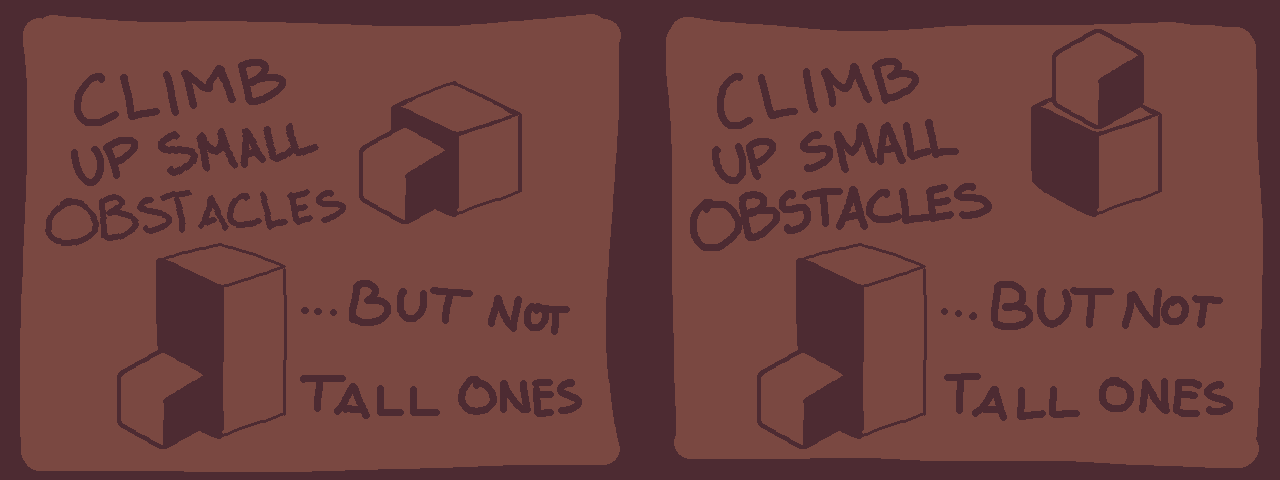 CLIMB
UP SMALL
OBSTACLES
...BUT NOT
TALL ONES
CLIMB
UP SMALL
OBSTACLES
...BUT NOT
TALL ONES